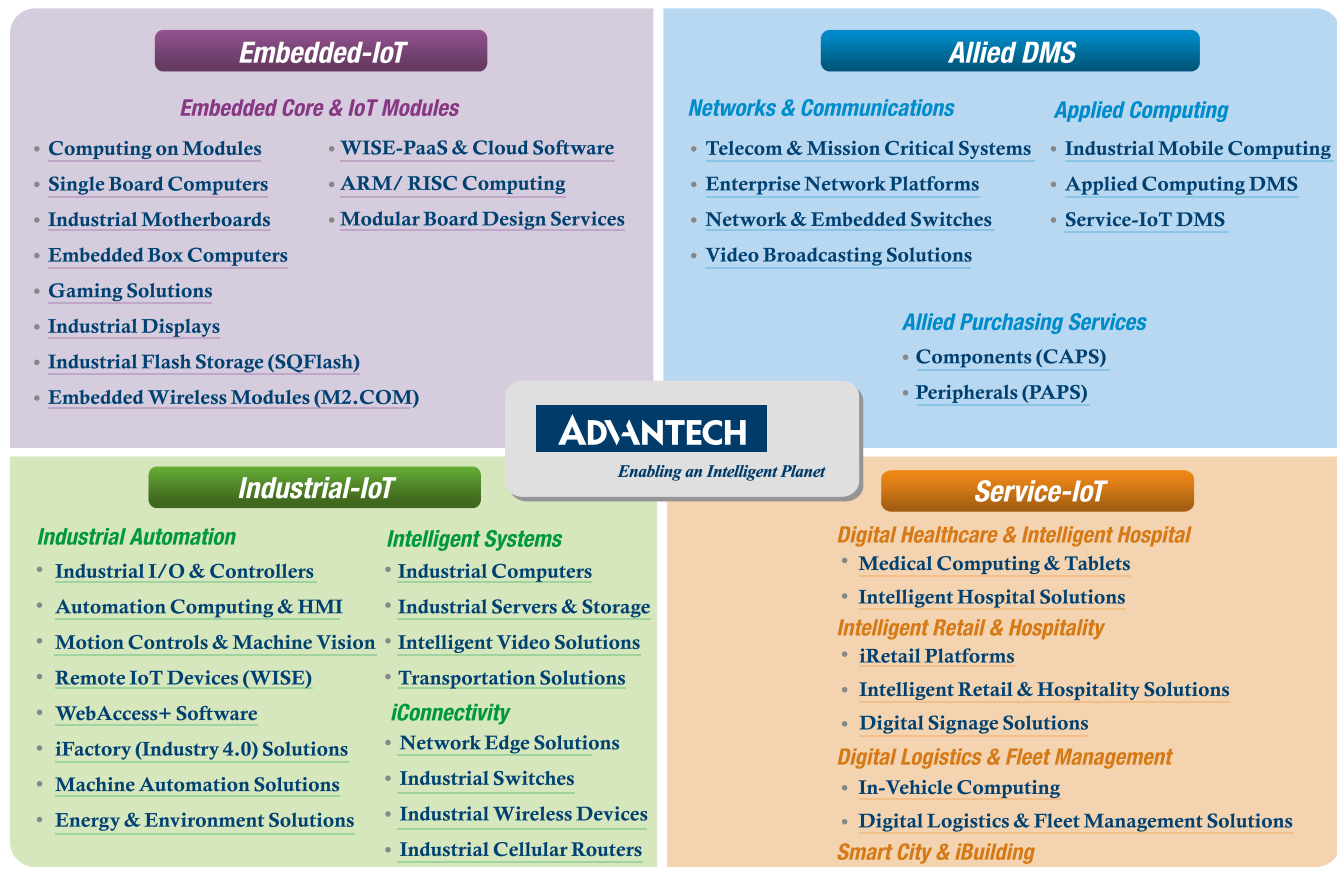 Embedded-IoT
Embedded Core & IoT Modules
• Computing on Modules
• Single Board Computers
• Industrial Motherboards
• Embedded Box Computers
• Gaming Solutions
• Industrial Displays
• Industrial Flash Storage (SQFlash)
• Embedded Wireless Modules (M2.COM)
• WISE-PaaS & Cloud Software
• ARM/ RISC Computing
• Modular Board Design Services
Allied DMS
Networks & Communications
• Telecom & Mission Critical Systems
• Enterprise Network Platforms
• Network & Embedded Switches
• Video Broadcasting Solutions
Applied Computing
• Industrial Mobile Computing
• Applied Computing DMS
• Service-IoT DMS
Allied Purchasing Services
• Components (CAPS)
• Peripherals (PAPS)
ADVANTECH
Enabling an Intelligent Planet
Industrial-IoT
Industrial Automation
• Industrial I/O & Controllers
• Automation Computing & HMI
• Motion Controls & Machine Vision
• Remote IoT Devices (WISE)
• WebAccess+ Software
• iFactory (Industry 4.0) Solutions
• Machine Automation Solutions
• Energy & Environment Solutions
Intelligent Systems
• Industrial Computers
• Industrial Servers & Storage
• Intelligent Video Solutions
• Transportation Solutions
iConnectivity
• Network Edge Solutions
• Industrial Switches
• Industrial Wireless Devices
• Industrial Cellular Routers
Service-IoT
Digital Healthcare & Intelligent Hospital
• Medical Computing & Tablets
• Intelligent Hospital Solutions
Intelligent Retail & Hospitality
• iRetail Platforms
• Intelligent Retail & Hospitality Solutions
• Digital Signage Solutions
Digital Logistics & Fleet Management
• In-Vehicle Computing
• Digital Logistics & Fleet Management Solutions
Smart City & iBuilding